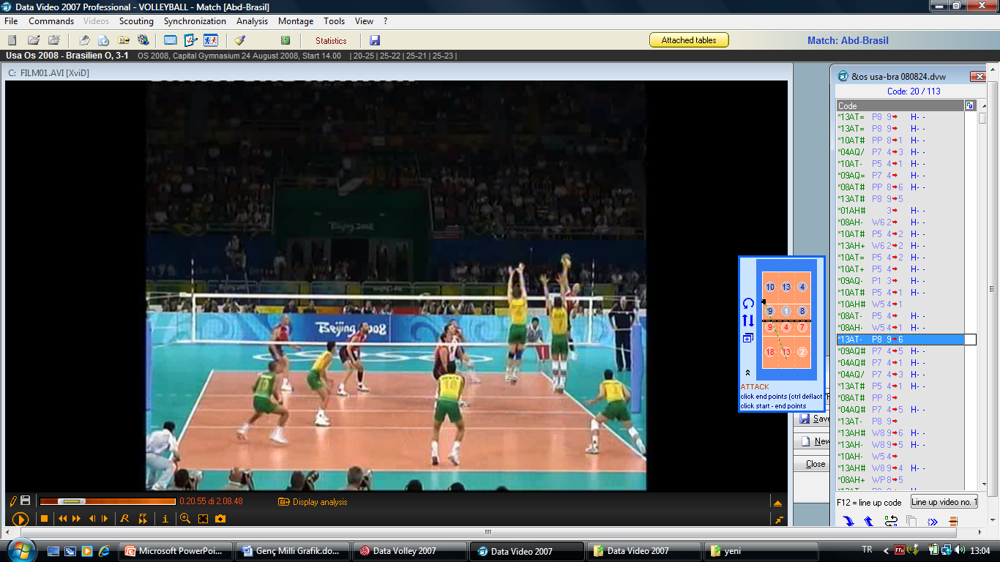 Data Video 2007 Professional - VOLLEYBALL - Match [Abd-Brasil]
File Commands Videos Scouting Synchronization Analysis Montage Tools View ?
Statistics Attached tables Match: Abd-Brasil
Usa Os 2008 - Brasilien O, 3-1 OS 2008, Capital Gymnasium 24 August 2008, Start 14.00 | 20-25 | 25-22 | 25-21 | 25-23 |
C: FILM01.AVI [XviD]
Beijing 2008
Beijing 2008
10 13 4
9 1 8
9 4 7
18 13 2
ATTACK
click end points (ctrl deflact
click start - end points
Save
New
Close
&os usa-bra 080824.dvw
Code: 20 / 113
Code
*13AT= P8 9 H- -
*13AT= P8 9 H- -
*10AT# PP 8 1 H- -
*04AQ/ P7 4 3 H- -
*10AT- P5 4 1 H- -
*09AQ= P7 4 H- -
*08AT# PP 8 6 H- -
*13AT# P8 9 5
*01AH# 3 H- -
*08AH- W6 2 H- -
*10AT# P5 4 2 H- -
*13AH+ W6 2 2 H- -
*10AT= P5 4 2 H- -
*10AT+ P5 4 H- -
*09AQ- P1 3 H- -
*10AT# P5 4 1 H- -
*10AH# W5 4 1
*08AT- P5 4 H- -
*08AH- W5 4 1 H- -
*13AT- P8 9 6
*09AQ# P7 4 5 H- -
*04AQ# P7 4 1 H- -
*04AQ/ P7 4 3 H- -
*13AT# P5 4 1 H- -
*08AT# PP 8
*04AQ# P7 4 5 H- -
*13AT- P8 9
*13AH# W8 9 6 H- -
*13AH- W8 9 5 H- -
*10AH- W5 4
*13AH# W8 9 4 H- -
*08AH+ WP 8 5
F12 = line up code Line up video no. 1
0.20.55 di 2.08.48 Display analysis
R FF i
Microsoft PowerPoi... Genç Milli Grafik.do... Data Volley 2007 Data Video 2007 Data Video 2007 yeni TR 13:04